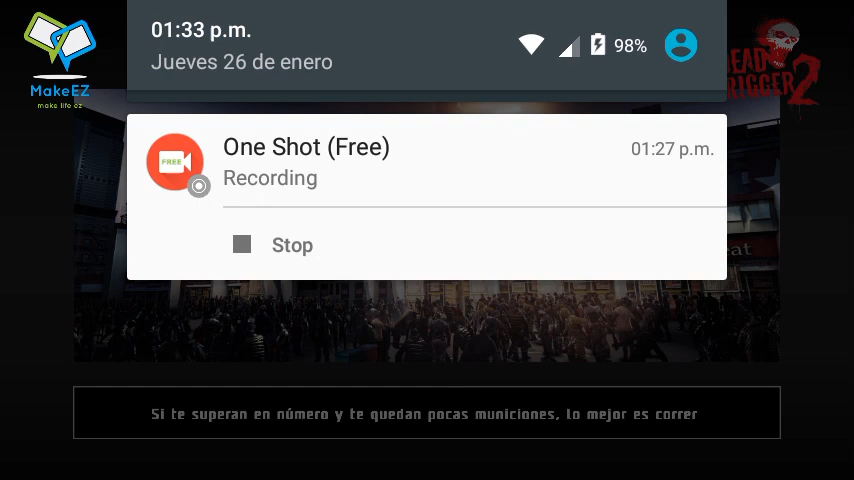 01:33 p.m.
Jueves 26 de enero
98%
MakeEZ
make life ez
DEAD
TRIGGER 2
FREE
One Shot (Free)
01:27 p.m.
Recording
Stop
eat
Si te superan en número y te quedan pocas municiones, lo mejor es correr